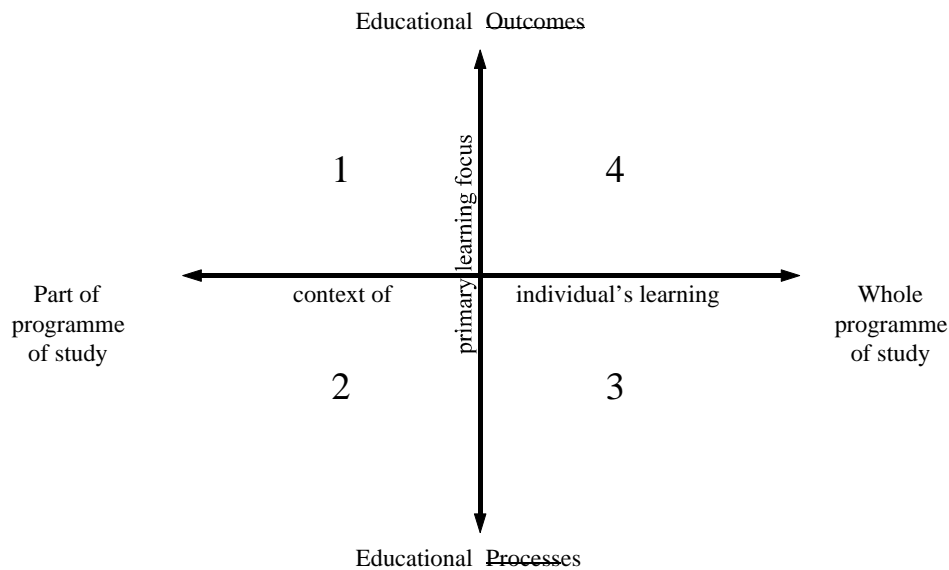 Educational Outcomes
1
4
primary learning focus
context of
individual's learning
Part of
programme
of study
Whole
programme
of study
2
3
Educational Processes